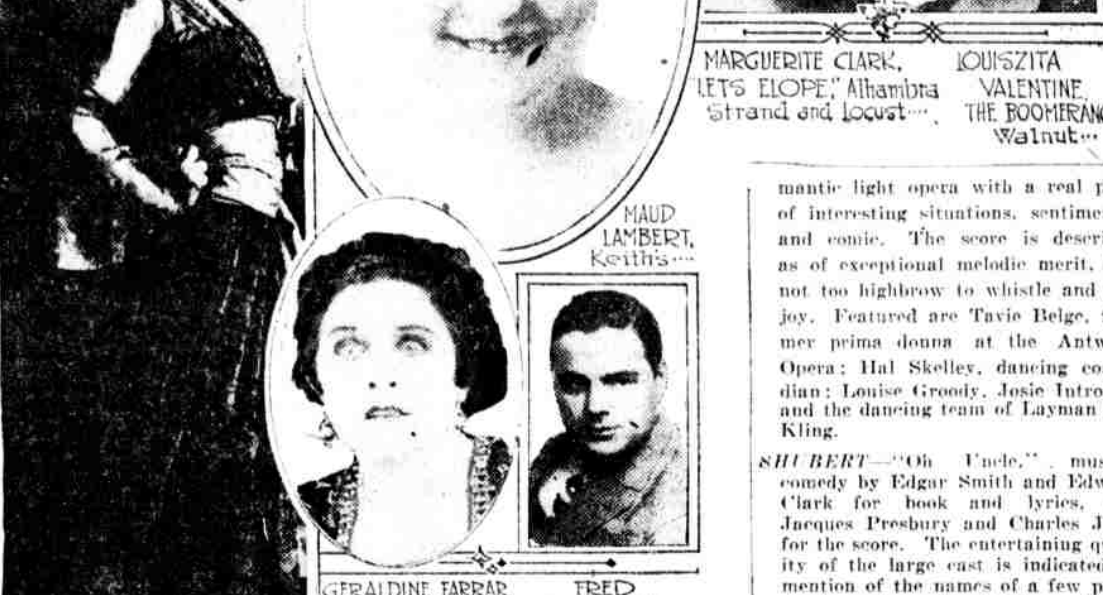 MARGUERITE CLARK,
LETS ELOPE," Alhambra
Strand and Locust
LOUISZITA
VALENTINE,
THE BOOMERANG
Walnut
MAUD
LAMBERT,
Keith's
GERALDINE FARRAR
FRED
mantic light opera with a real p
of interesting situations, sentime
and comic. The score is descri
as of exceptional melodic merit,
not too highbrow to whistle and
joy. Featured are Tavie Belge,
mer prima donna at the Antw
Opera; Hal Skelley, dancing co
dian; Louise Groody, Josie Intro
and the dancing team of Layman
Kling.
SHUBERT—"Oh Uncle," mus
comedy by Edgar Smith and Edw
Clark for book and lyrics,
Jacques Presbury and Charles J
for the score. The entertaining q
ity of the large cast is indicated
mention of the names of a few p